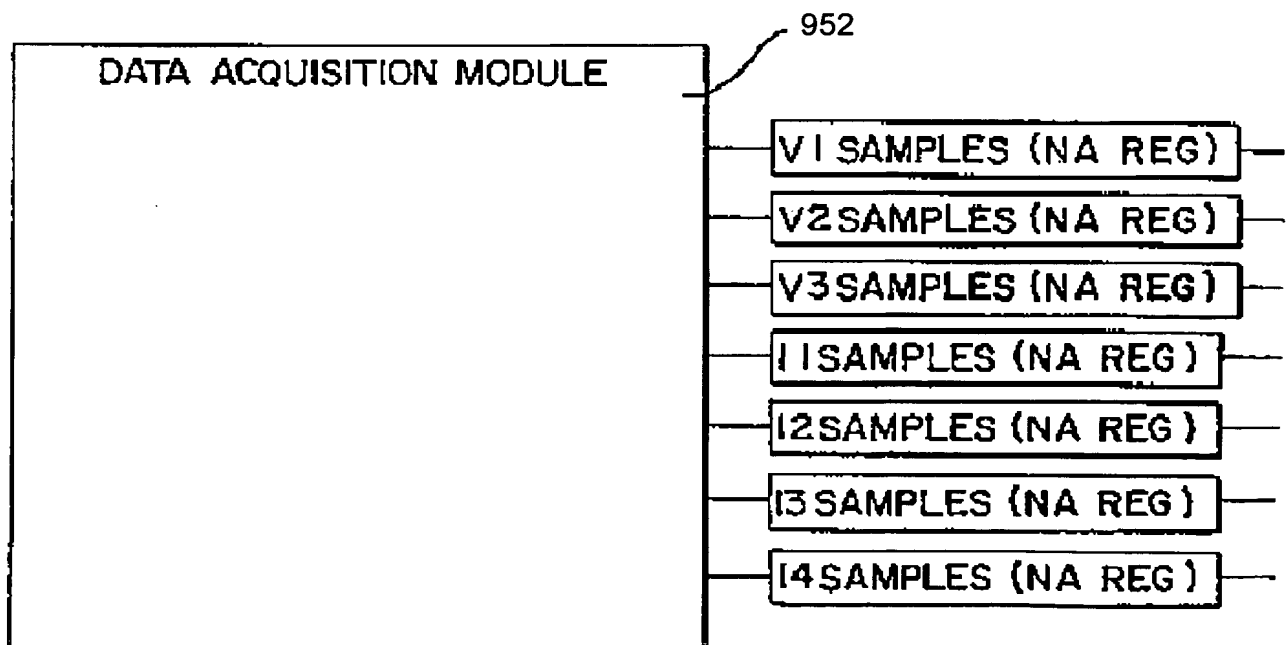 952
DATA ACQUISITION MODULE
V1 SAMPLES (NA REG)
V2 SAMPLES (NA REG)
V3 SAMPLES (NA REG)
I1 SAMPLES (NA REG)
I2 SAMPLES (NA REG)
I3 SAMPLES (NA REG)
I4 SAMPLES (NA REG)